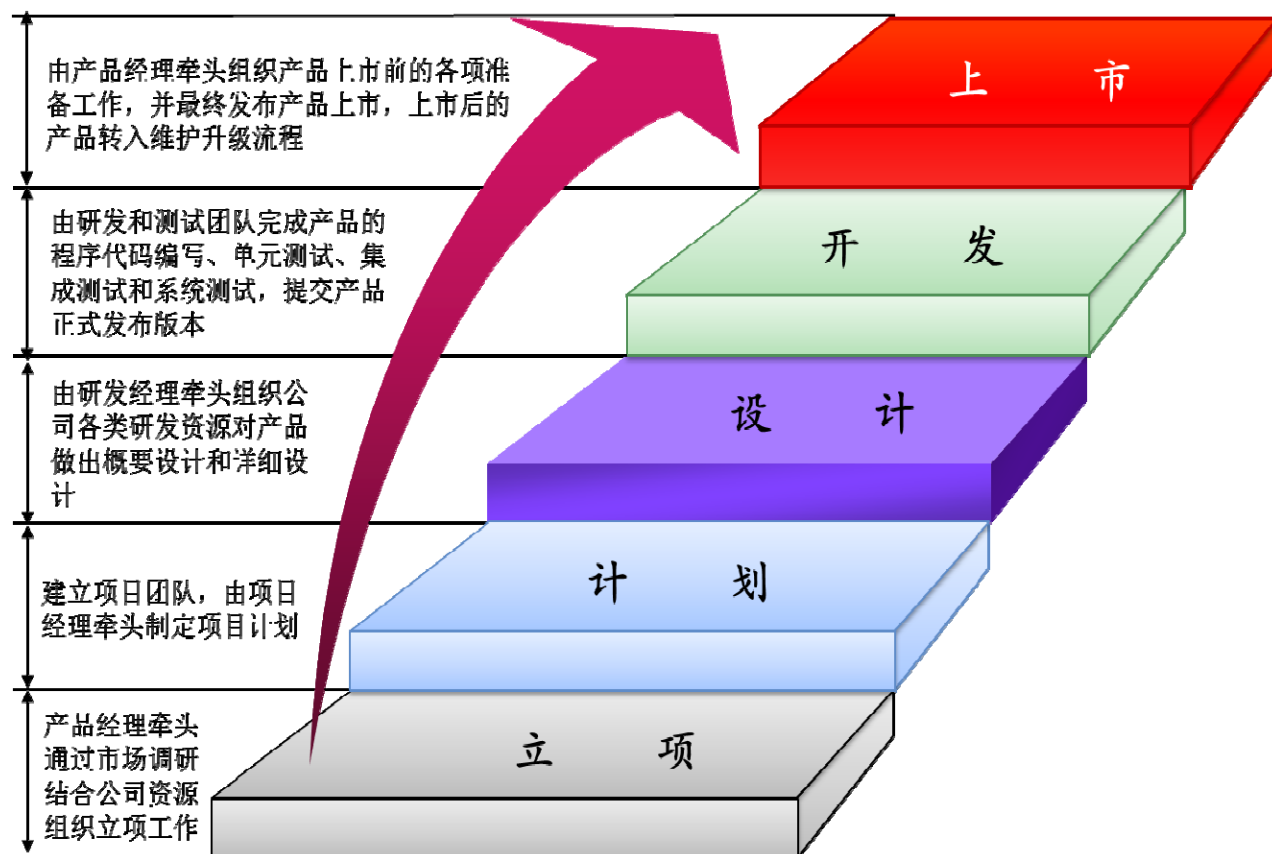 由产品经理牵头组织产品上市前的各项准
备工作，并最终发布产品上市，上市后的
产品转入维护升级流程
上 市
由研发和测试团队完成产品的
程序代码编写、单元测试、集
成测试和系统测试，提交产品
正式发布版本
开 发
由研发经理牵头组织公
司各类研发资源对产品
做出概要设计和详细设
计
设 计
建立项目团队，由项目
经理牵头制定项目计划
计 划
产品经理牵头
通过市场调研
结合公司资源
组织立项工作
立 项